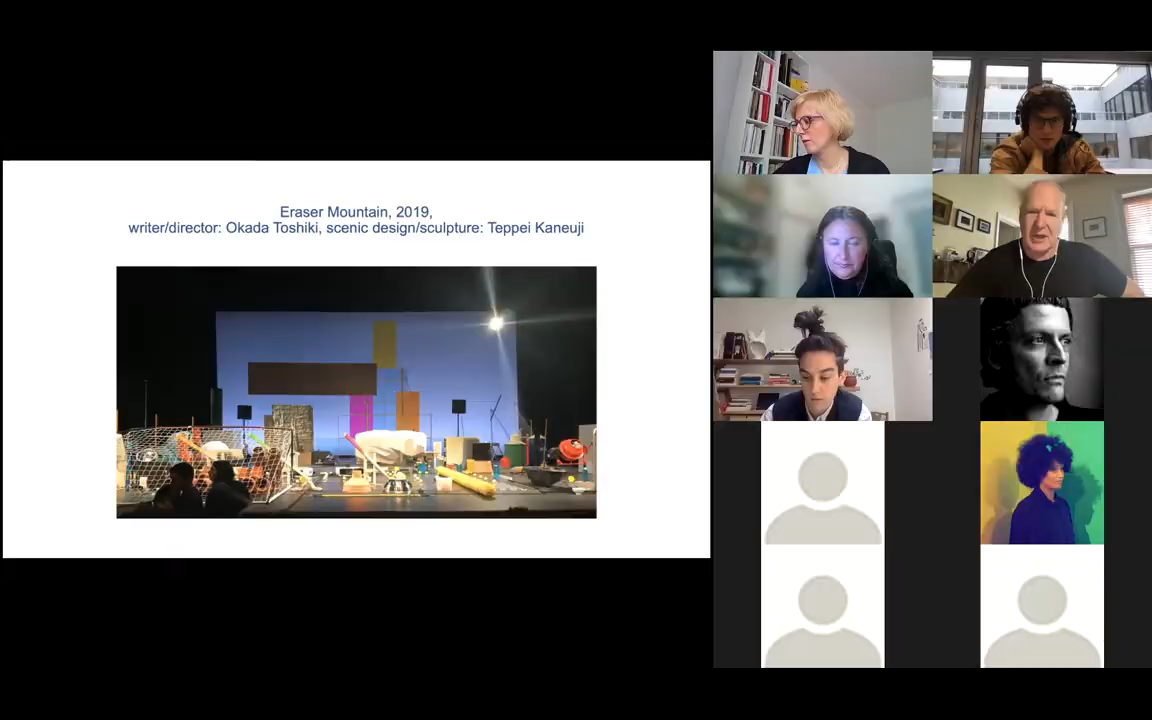 Eraser Mountain, 2019,
writer/director: Okada Toshiki, scenic design/sculpture: Teppei Kaneuji